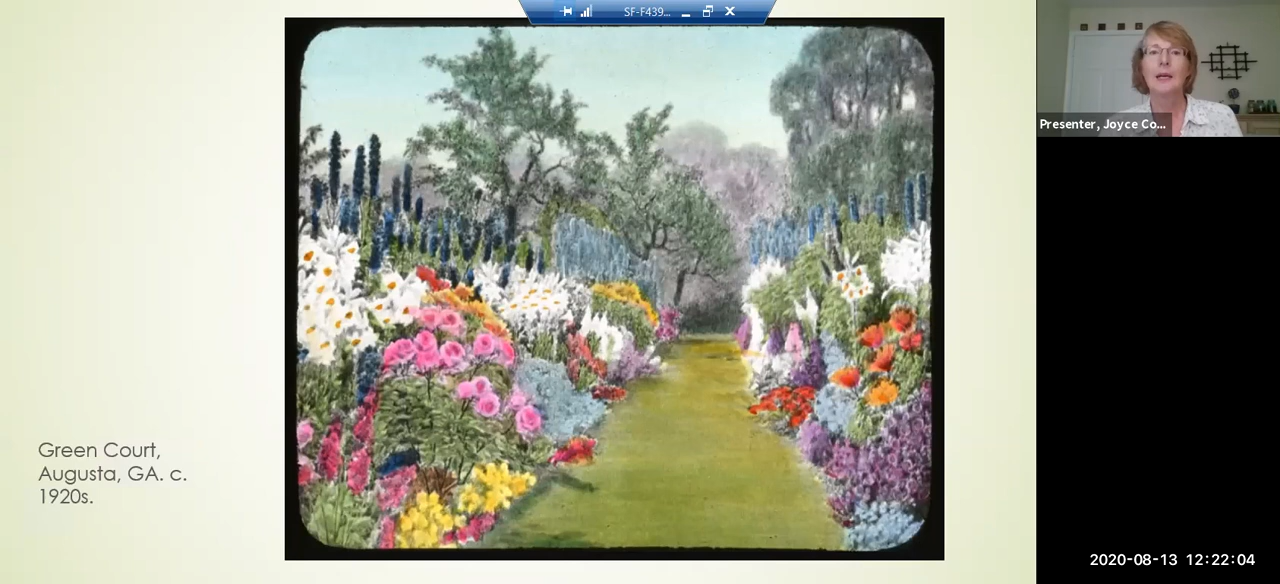 SF-F439...
Presenter, Joyce Co...
Green Court,
Augusta, GA. c.
1920s.
2020-08-13 12:22:04